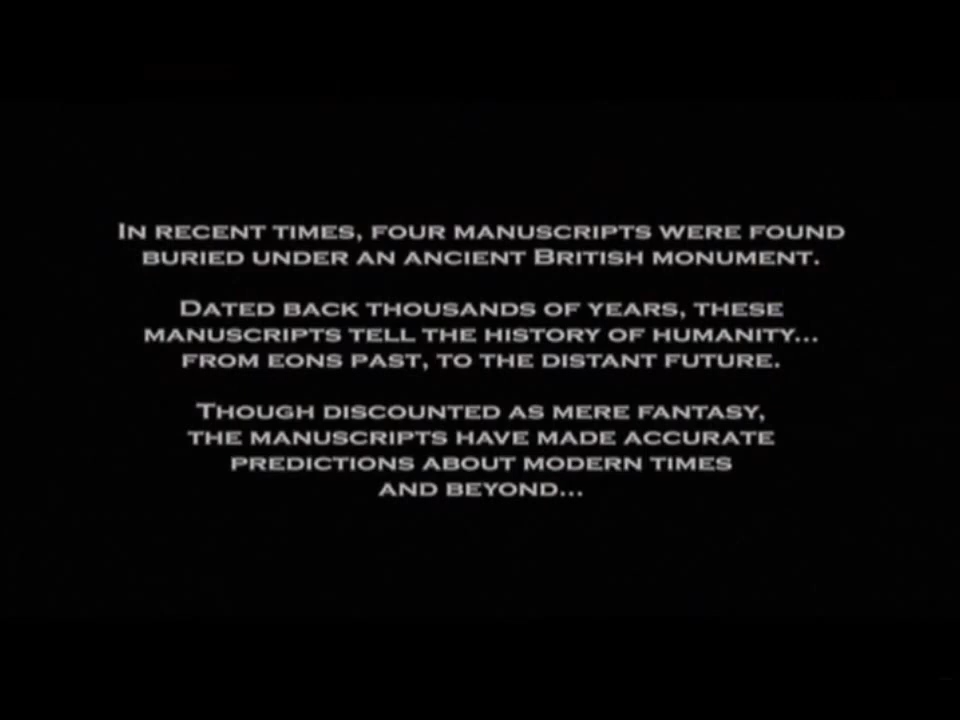 In recent times, four manuscripts were found
buried under an ancient British monument.
Dated back thousands of years, these
manuscripts tell the history of humanity...
from eons past, to the distant future.
Though discounted as mere fantasy,
the manuscripts have made accurate
predictions about modern times
and beyond...